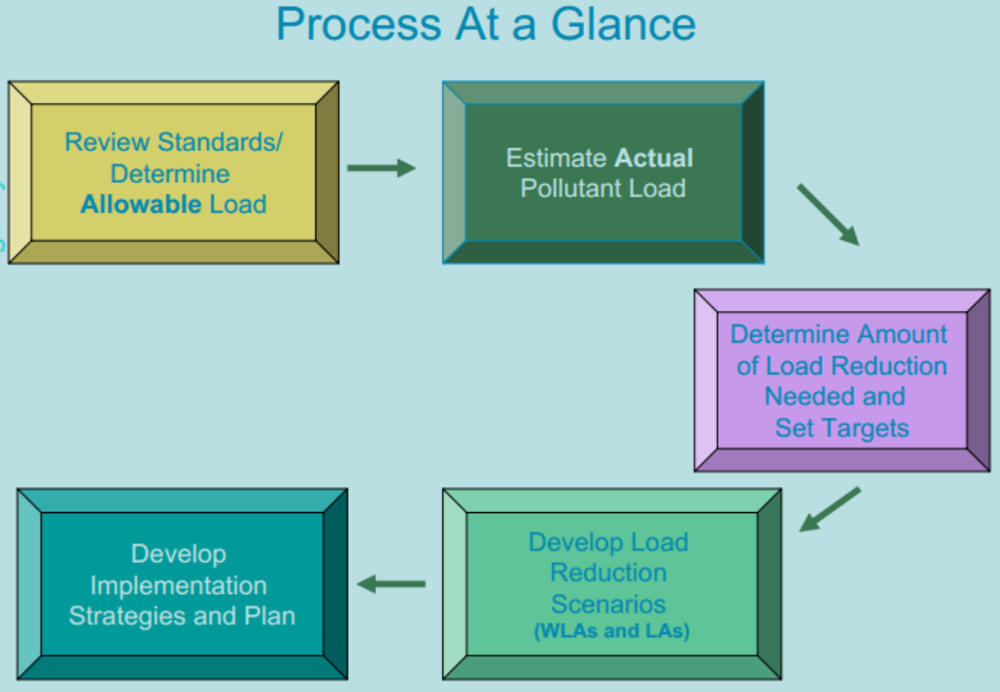 Process At a Glance
Review Standards/
Determine
Allowable Load
Estimate Actual
Pollutant Load
Determine Amount
of Load Reduction
Needed and
Set Targets
Develop Load
Reduction
Scenarios
(WLAs and LAs)
Develop
Implementation
Strategies and Plan